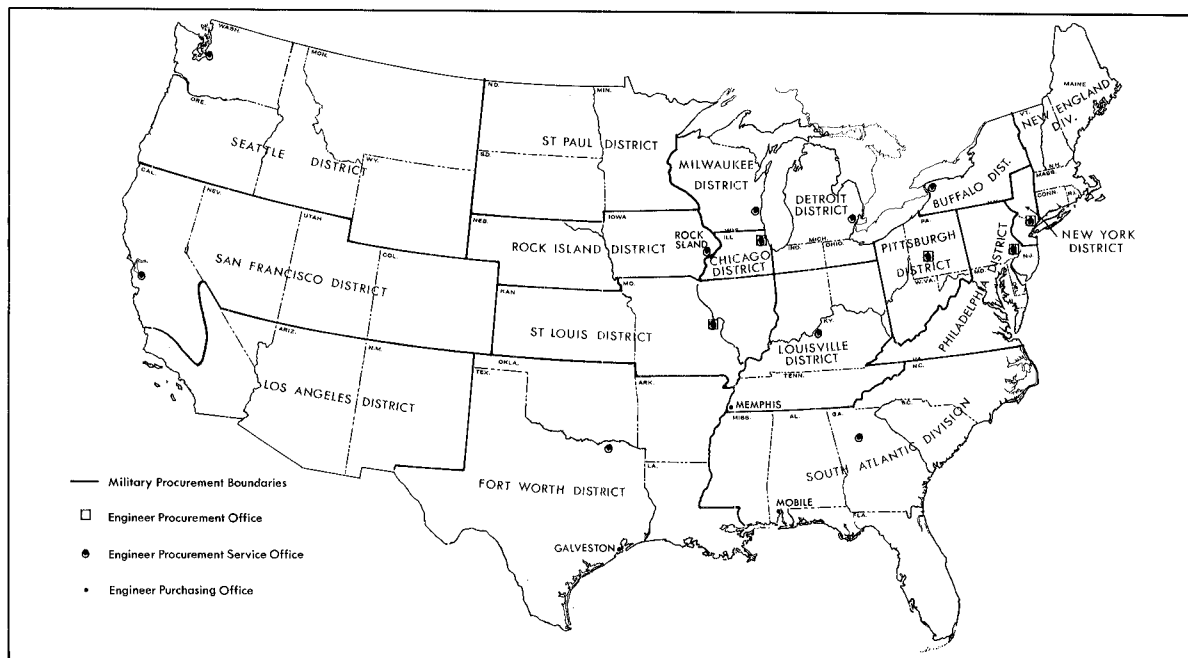 WASH.
MON.
ND.
MIN.
MAINE
ORE.
VT.
NEW ENGLAND
DIV.
SEATTLE DISTRICT
ST PAUL DISTRICT
MILWAUKEE
DISTRICT
WY.
SD.
N.H.
MASS.
CONN.
R.I.
CAL.
NEV.
UTAH
NEB.
IOWA
DETROIT
DISTRICT
BUFFALO DIST.
PA.
WIS.
ILL
MICH.
IND.
OHIO
ROCK
ISLAND
ROCK ISLAND DISTRICT
CHICAGO
DISTRICT
PITTSBURGH
DISTRICT
NEW YORK
DISTRICT
N.J.
COL.
SAN FRANCISCO DISTRICT
MD.
W.VA.
KAN
MO.
PHILADELPHIA DISTRICT
ST LOUIS DISTRICT
KY.
LOUISVILLE
DISTRICT
VA.
ARIZ.
N.M.
OKLA.
TEX.
TENN.
N.C.
LOS ANGELES DISTRICT
ARK.
MEMPHIS
MISS.
AL.
GA.
SC.
SOUTH ATLANTIC DIVISION
LA.
FORT WORTH DISTRICT
MOBILE
FLA.
GALVESTON
Military Procurement Boundaries
Engineer Procurement Office
Engineer Procurement Service Office
Engineer Purchasing Office